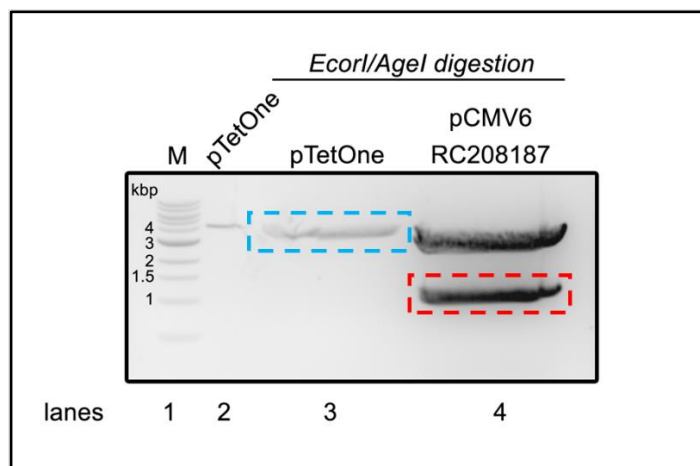 EcorI/AgeI digestion
pTetOne
pCMV6
M
pTetOne
RC208187
kbp
4
3
2
1.5
1
lanes
1
2
3
4